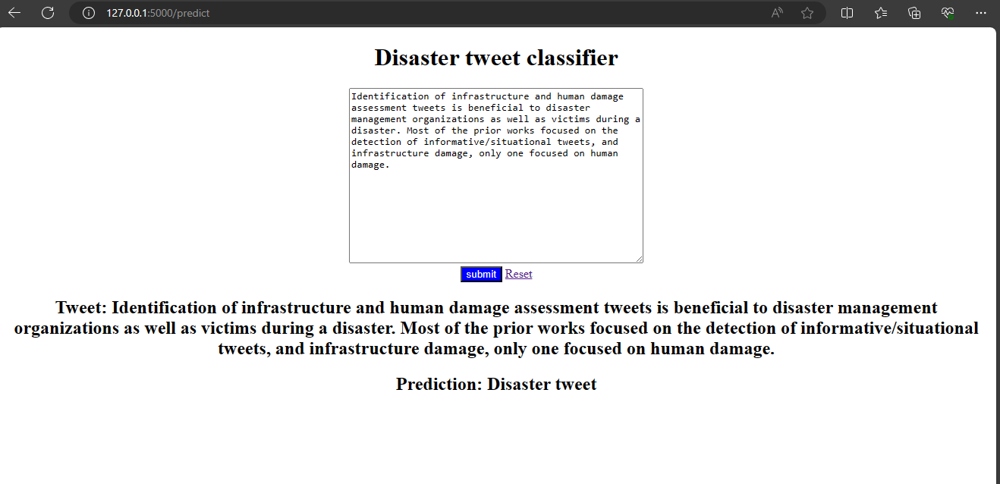 127.0.0.1:5000/predict
Disaster tweet classifier
Identification of infrastructure and human damage
assessment tweets is beneficial to disaster
management organizations as well as victims during a
disaster. Most of the prior works focused on the
detection of informative/situational tweets, and
infrastructure damage, only one focused on human
damage.
submit Reset
Tweet: Identification of infrastructure and human damage assessment tweets is beneficial to disaster management
organizations as well as victims during a disaster. Most of the prior works focused on the detection of informative/situational
tweets, and infrastructure damage, only one focused on human damage.
Prediction: Disaster tweet